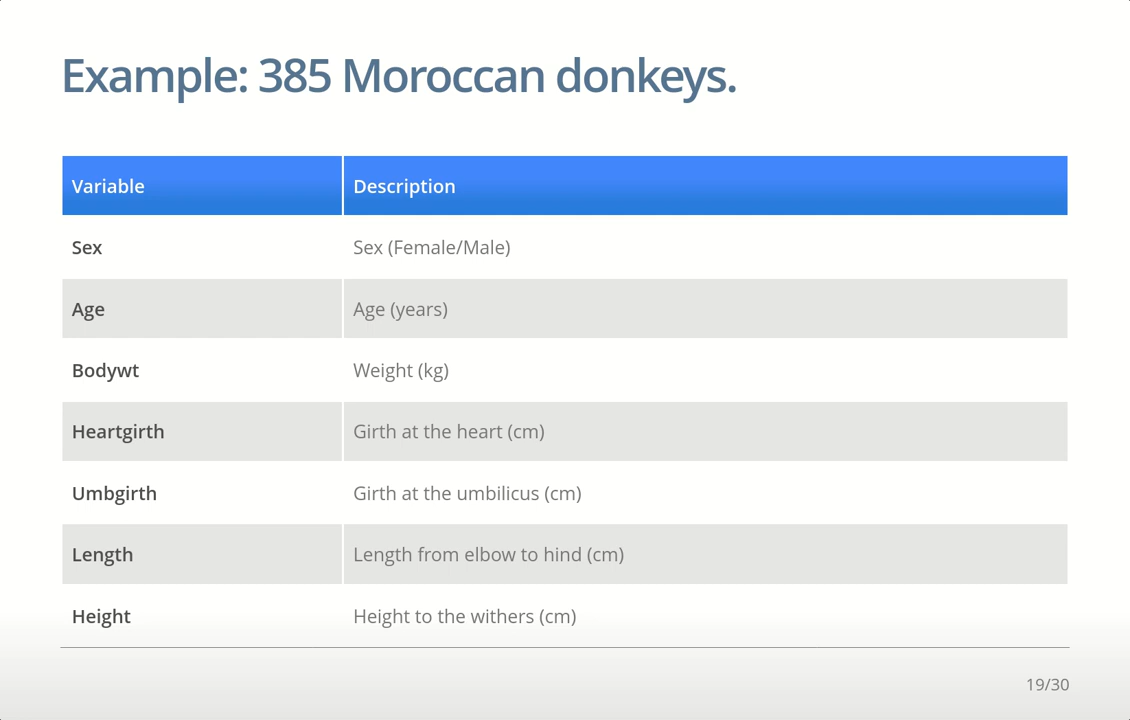 Example: 385 Moroccan donkeys.
Variable Description
Sex Sex (Female/Male)
Age Age (years)
Bodywt Weight (kg)
Heartgirth Girth at the heart (cm)
Umbgirth Girth at the umbilicus (cm)
Length Length from elbow to hind (cm)
Height Height to the withers (cm)
19/30